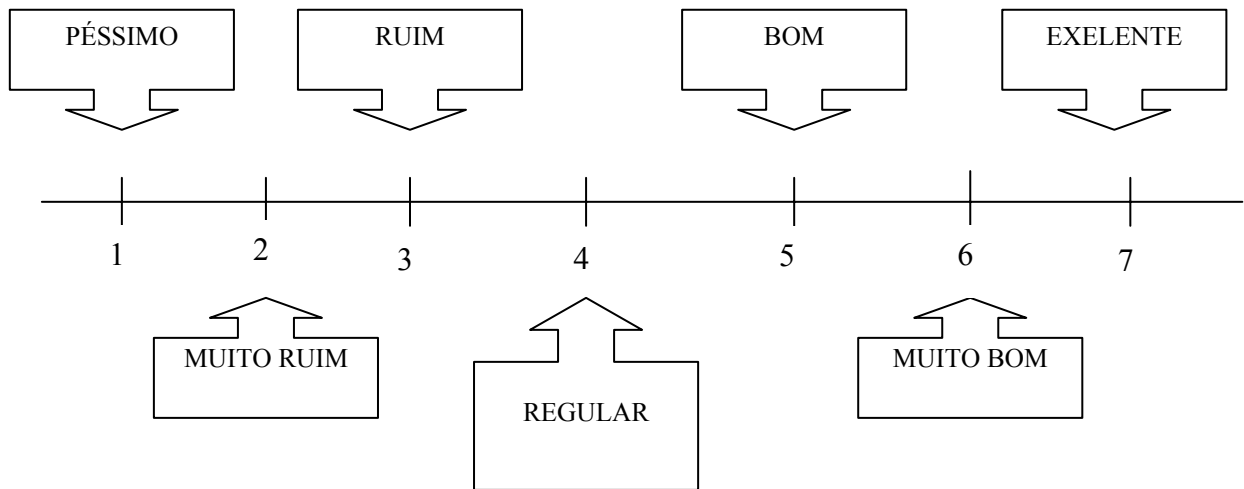 PÉSSIMO RUIM BOM EXELENTE
1 2 3 4 5 6 7
MUITO RUIM REGULAR MUITO BOM